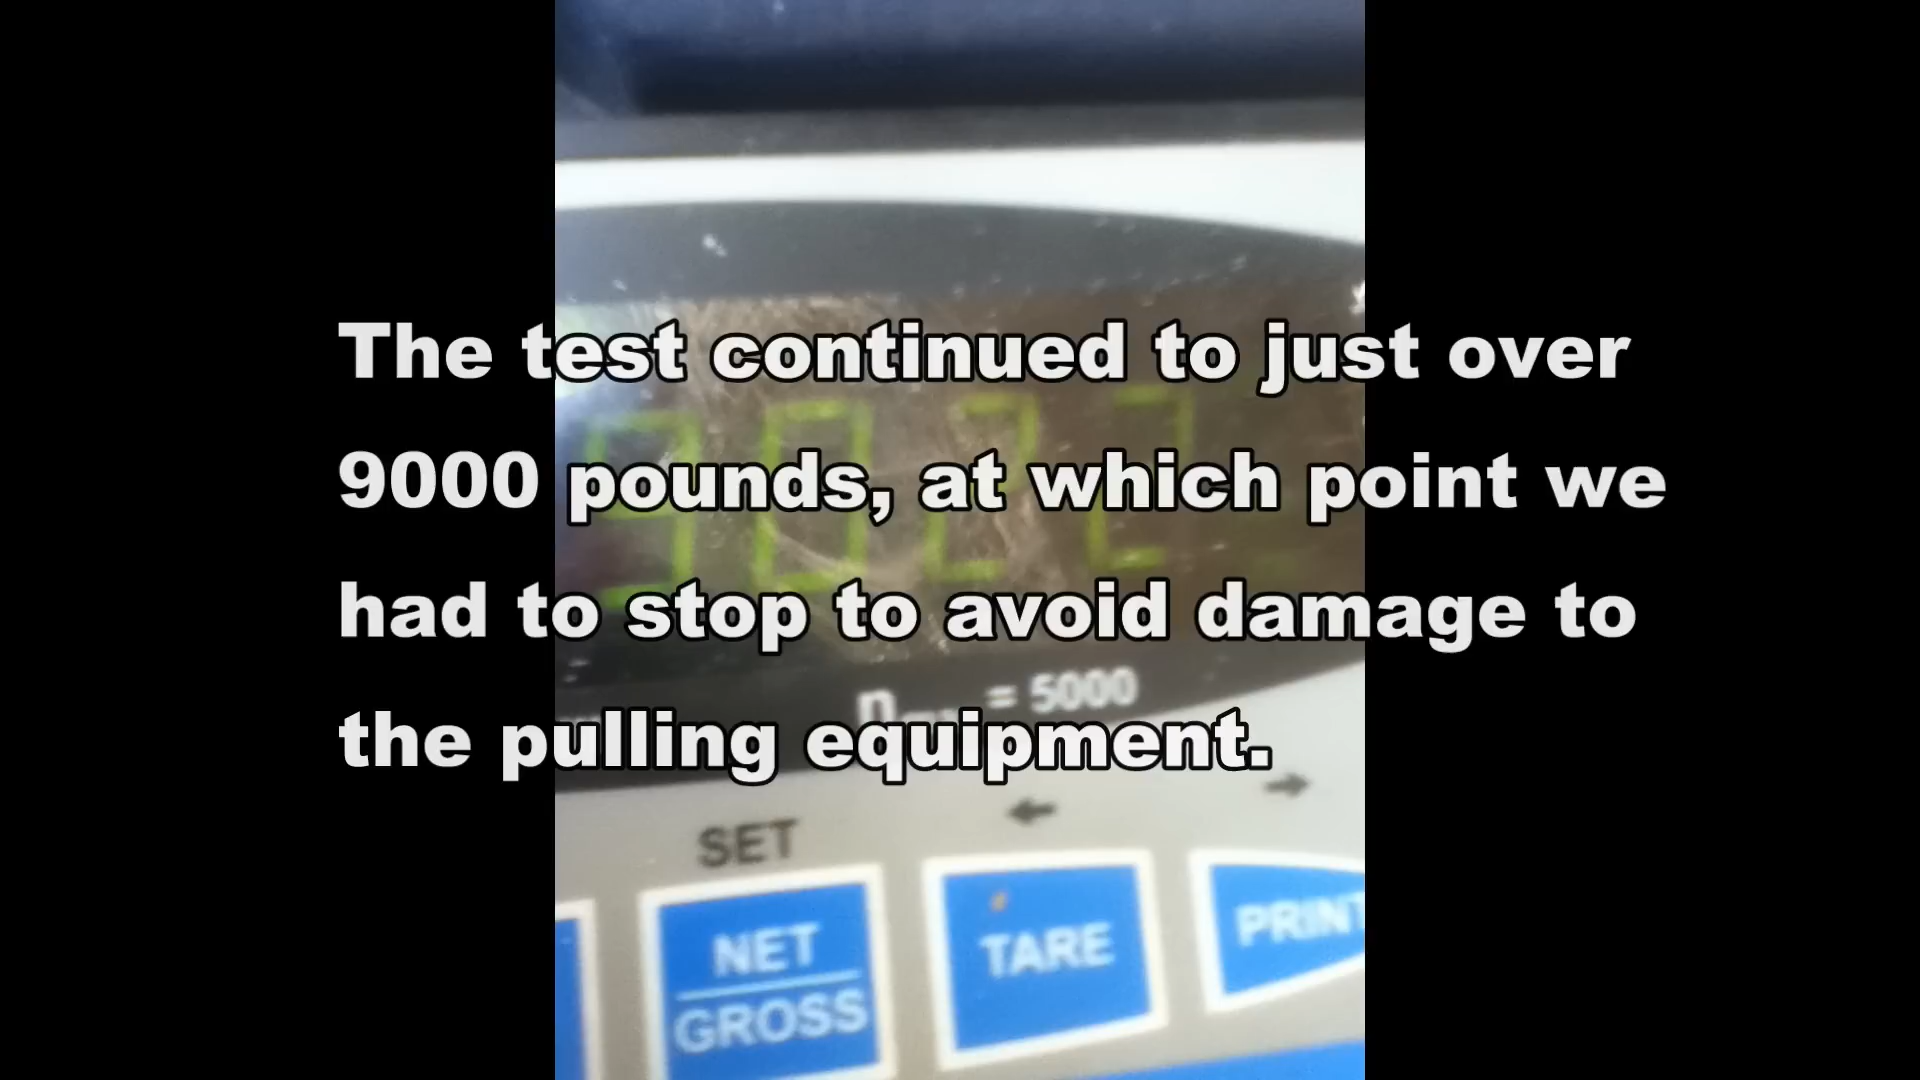 The test continued to just over
9000 pounds, at which point we
had to stop to avoid damage to
the pulling equipment.
9022
= 5000
SET
NET
GROSS
TARE
PRINT